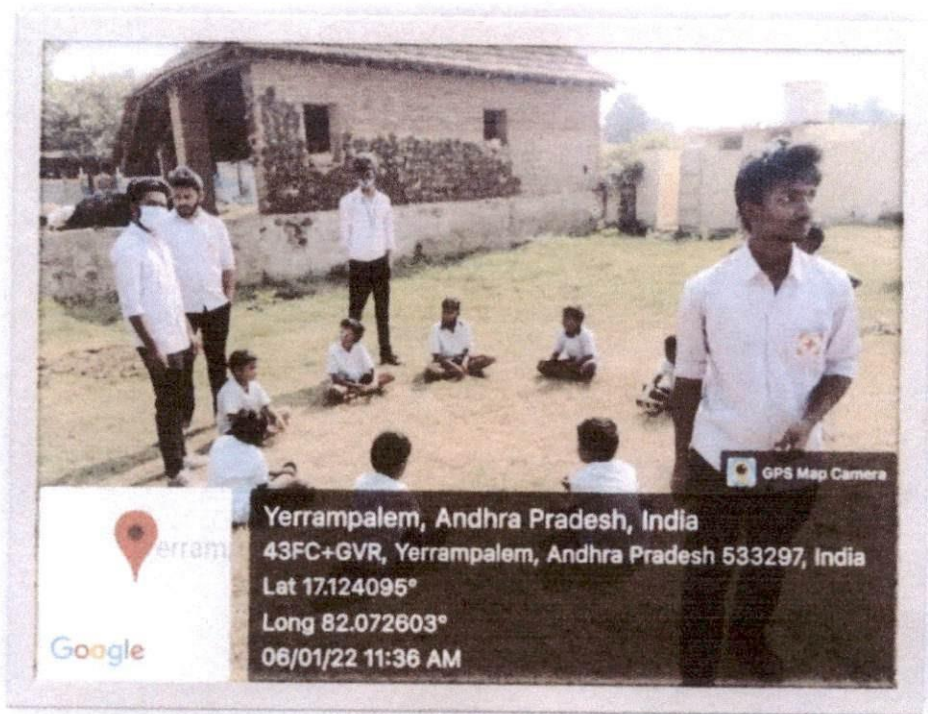 GPS Map Camera
Yerrampalem, Andhra Pradesh, India
43FC+GVR, Yerrampalem, Andhra Pradesh 533297, India
Lat 17.124095°
Long 82.072603°
06/01/22 11:36 AM
erram
Google